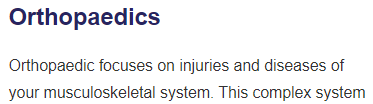 Orthopaedics
Orthopaedic focuses on injuries and diseases of
your musculoskeletal system. This complex system